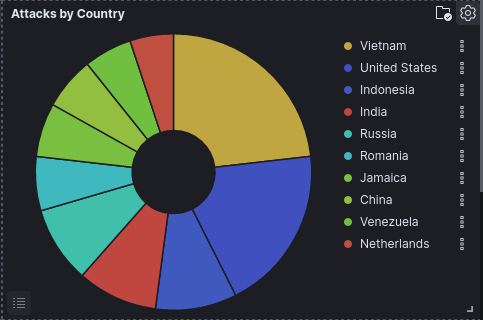 Attacks by Country
Vietnam
United States
Indonesia
India
Russia
Romania
Jamaica
China
Venezuela
Netherlands